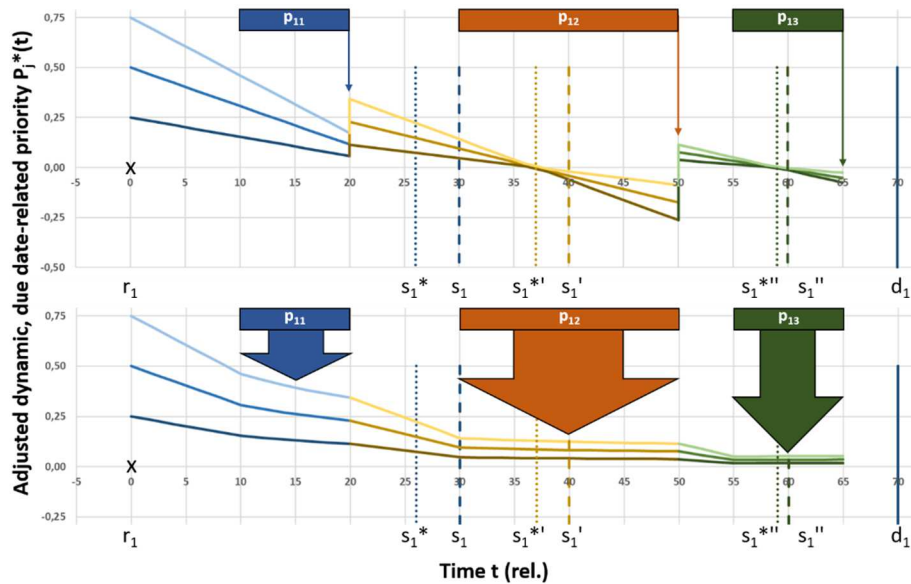 Adjusted dynamic, due date-related priority Pj*(t)
0,75
0,50
0,25
0,00
-0,25
-0,50
p11
p12
p13
X
-5 0 5 10 15 20 25 30 35 40 45 50 55 60 65 70
r1 s1* s1 s1*' s1' s1*'' s1'' d1
p11
p12
p13
0,75
0,50
0,25
0,00
-0,25
X
-5 0 5 10 15 20 25 30 35 40 45 50 55 60 65 70
r1 s1* s1 s1*' s1' s1*'' s1'' d1
Time t (rel.)